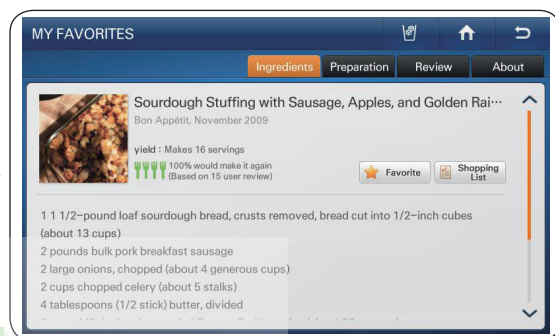 MY FAVORITES
Ingredients Preparation Review About
Sourdough Stuffing with Sausage, Apples, and Golden Rai···
Bon Appétit, November 2009
yield : Makes 16 servings
100% would make it again
(Based on 15 user review)
Favorite
Shopping
List
1 1 1/2-pound loaf sourdough bread, crusts removed, bread cut into 1/2-inch cubes
(about 13 cups)
2 pounds bulk pork breakfast sausage
2 large onions, chopped (about 4 generous cups)
2 cups chopped celery (about 5 stalks)
4 tablespoons (1/2 stick) butter, divided